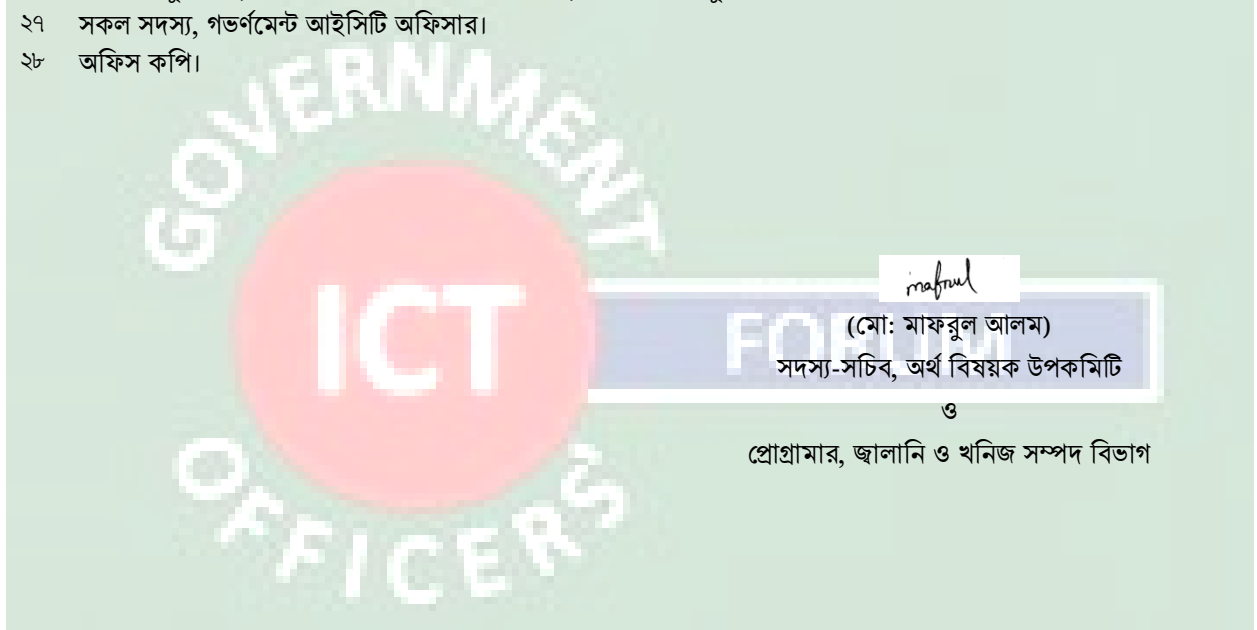 ২৭ সকল সদস্য, গভর্ণমেন্ট আইসিটি অফিসার।
২৮ অফিস কপি।
GOVERNMENT
ICT
FORUM
OFFICERS
mafrul
(মো: মাফরুল আলম)
সদস্য-সচিব, অর্থ বিষয়ক উপকমিটি
ও
প্রোগ্রামার, জ্বালানি ও খনিজ সম্পদ বিভাগ